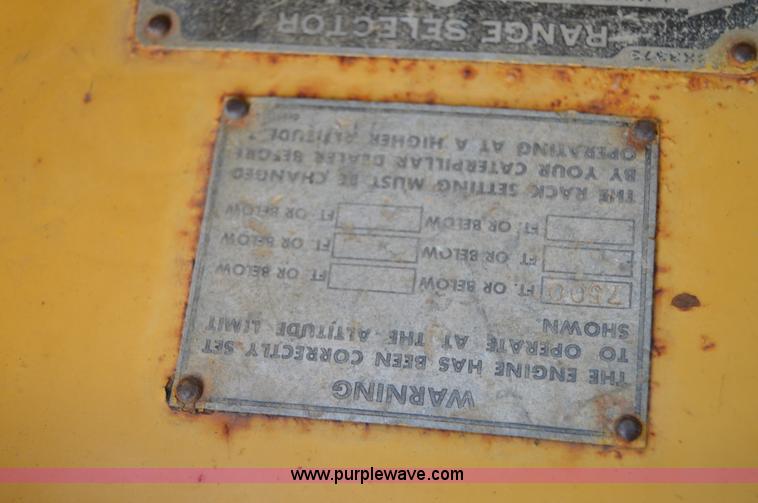 WARNING
THE ENGINE HAS BEEN CORRECTLY SET
TO OPERATE AT THE ALTITUDE LIMIT
SHOWN
7500 FT. OR BELOW FT OR BELOW
FT OR BELOW FT OR BELOW
FT. OR BELOW FT OR BELOW
THE RACK SETTING MUST BE CHANGED
BY YOUR CATERPILLAR DEALER BEFORE
OPERATING AT A HIGHER ALTITUDE.
RANGE SELECTOR
www.purplewave.com